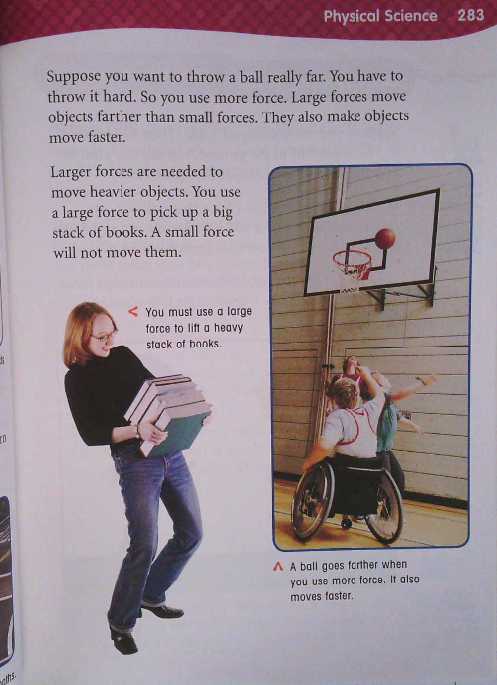 Physical Science 283
Suppose you want to throw a ball really far. You have to
throw it hard. So you use more force. Large forces move
objects farther than small forces. They also make objects
move faster.
Larger forces are needed to
move heavier objects. You use
a large force to pick up a big
stack of books. A small force
will not move them.
< You must use a large
force to lift a heavy
stack of books.
A ball goes farther when
you use more force. It also
moves faster.